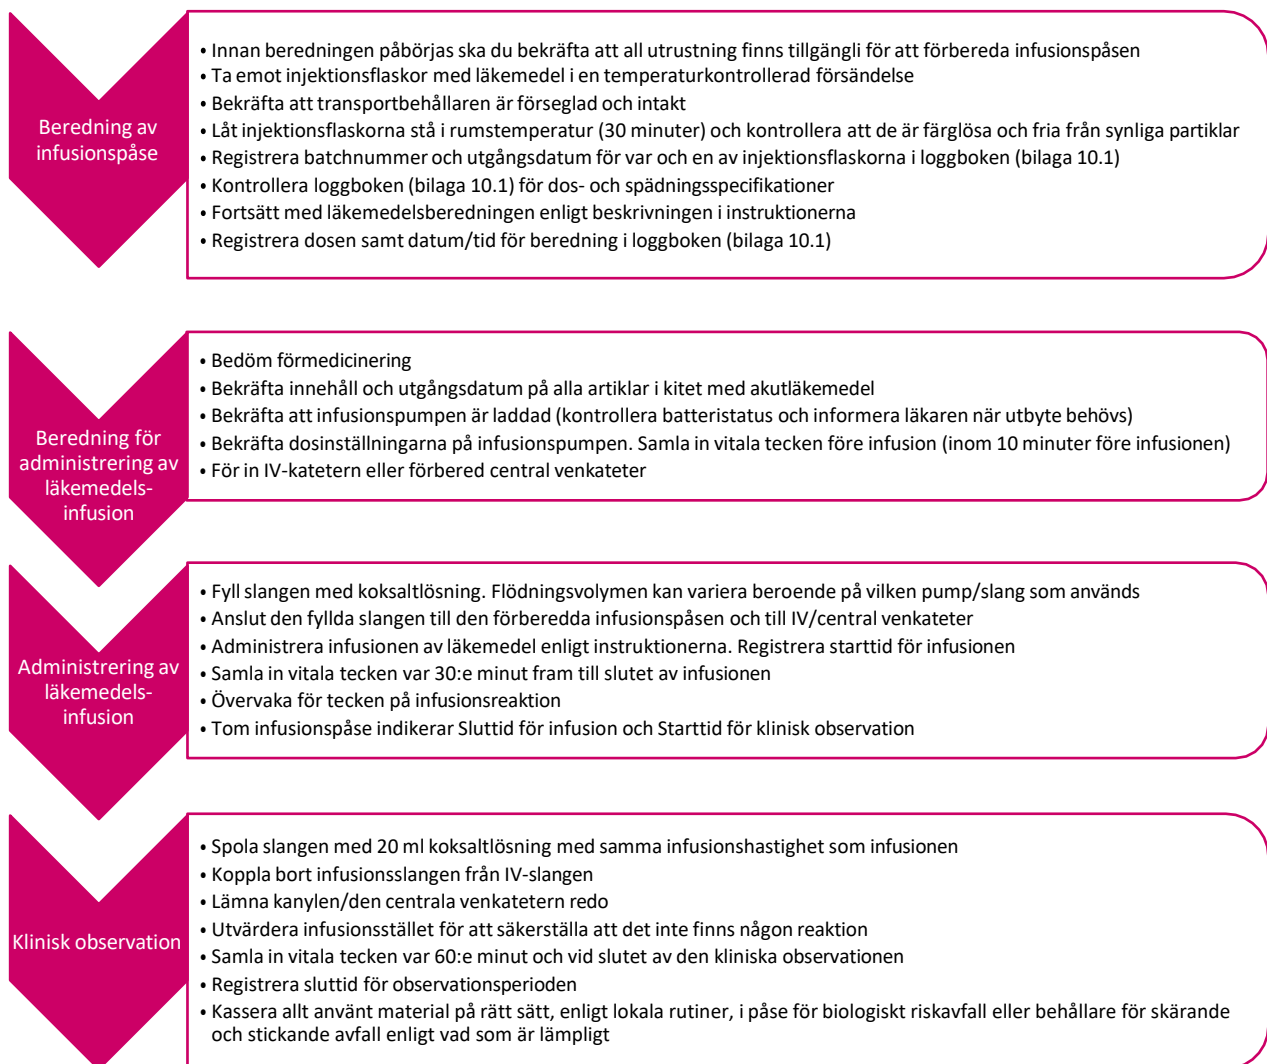 Beredning av
infusionspåse
• Innan beredningen påbörjas ska du bekräfta att all utrustning finns tillgängli för att förbereda infusionspåsen
• Ta emot injektionsflaskor med läkemedel i en temperaturkontrollerad försändelse
• Bekräfta att transportbehållaren är förseglad och intakt
• Låt injektionsflaskorna stå i rumstemperatur (30 minuter) och kontrollera att de är färglösa och fria från synliga partiklar
• Registrera batchnummer och utgångsdatum för var och en av injektionsflaskorna i loggboken (bilaga 10.1)
• Kontrollera loggboken (bilaga 10.1) för dos- och spädningsspecifikationer
• Fortsätt med läkemedelsberedningen enligt beskrivningen i instruktionerna
• Registrera dosen samt datum/tid för beredning i loggboken (bilaga 10.1)
Beredning för
administrering av
läkemedels-
infusion
• Bedöm förmedicinering
• Bekräfta innehåll och utgångsdatum på alla artiklar i kitet med akutläkemedel
• Bekräfta att infusionspumpen är laddad (kontrollera batteristatus och informera läkaren när utbyte behövs)
• Bekräfta dosinställningarna på infusionspumpen. Samla in vitala tecken före infusion (inom 10 minuter före infusionen)
• För in IV-katetern eller förbered central venkateter
Administrering av
läkemedels-
infusion
• Fyll slangen med koksaltlösning. Flödningsvolymen kan variera beroende på vilken pump/slang som används
• Anslut den fyllda slangen till den förberedda infusionspåsen och till IV/central venkateter
• Administrera infusionen av läkemedel enligt instruktionerna. Registrera starttid för infusionen
• Samla in vitala tecken var 30:e minut fram till slutet av infusionen
• Övervaka för tecken på infusionsreaktion
• Tom infusionspåse indikerar Sluttid för infusion och Starttid för klinisk observation
Klinisk observation
• Spola slangen med 20 ml koksaltlösning med samma infusionshastighet som infusionen
• Koppla bort infusionsslangen från IV-slangen
• Lämna kanylen/den centrala venkatetern redo
• Utvärdera infusionsstället för att säkerställa att det inte finns någon reaktion
• Samla in vitala tecken var 60:e minut och vid slutet av den kliniska observationen
• Registrera sluttid för observationsperioden
• Kassera allt använt material på rätt sätt, enligt lokala rutiner, i påse för biologiskt riskavfall eller behållare för skärande
och stickande avfall enligt vad som är lämpligt